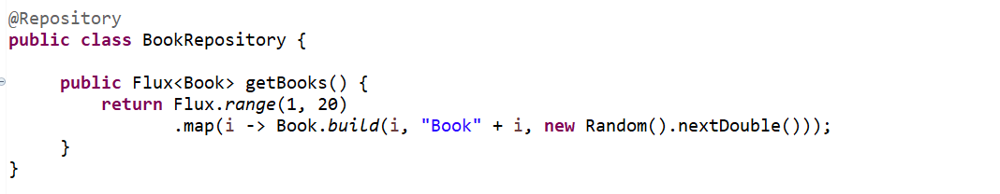 @Repository
public class BookRepository {
public Flux<Book> getBooks() {
return Flux.range(1, 20)
.map(i -> Book.build(i, "Book" + i, new Random().nextDouble()));
}
}